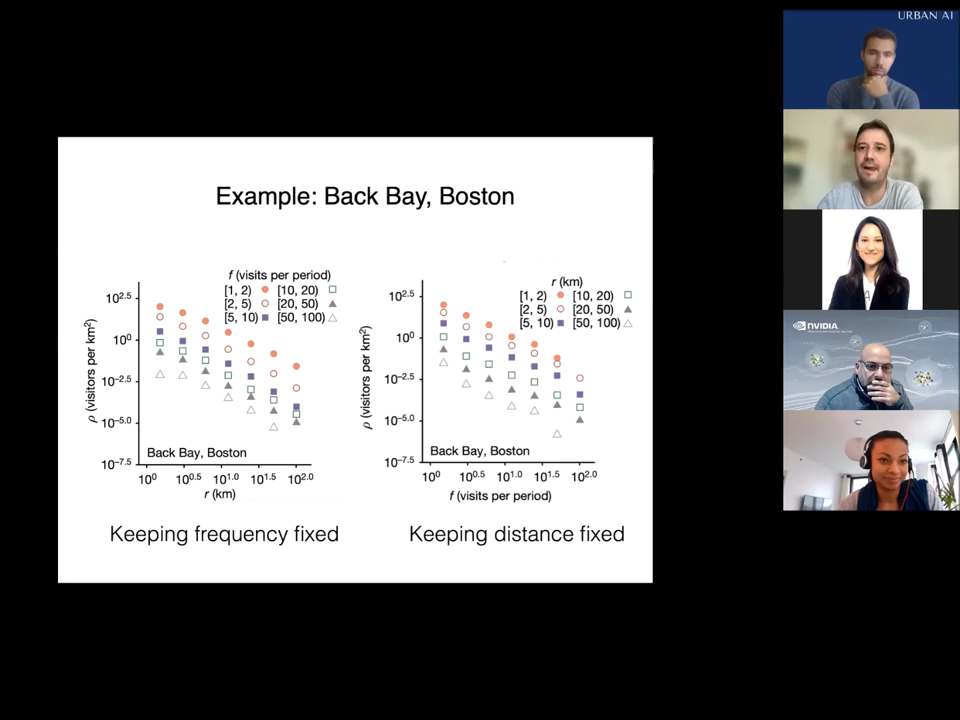 URBAN AI
Example: Back Bay, Boston
f (visits per period)
[1, 2) [10, 20)
[2, 5) [20, 50)
[5, 10) [50, 100)
10^2.5
10^0
10^−2.5
10^−5.0
10^−7.5
ρ (visitors per km²)
Back Bay, Boston
10^0 10^0.5 10^1.0 10^1.5 10^2.0
r (km)
Keeping frequency fixed
r (km)
[1, 2) [10, 20)
[2, 5) [20, 50)
[5, 10) [50, 100)
10^2.5
10^0
10^−2.5
10^−5.0
10^−7.5
ρ (visitors per km²)
Back Bay, Boston
10^0 10^0.5 10^1.0 10^1.5 10^2.0
f (visits per period)
Keeping distance fixed
NVIDIA